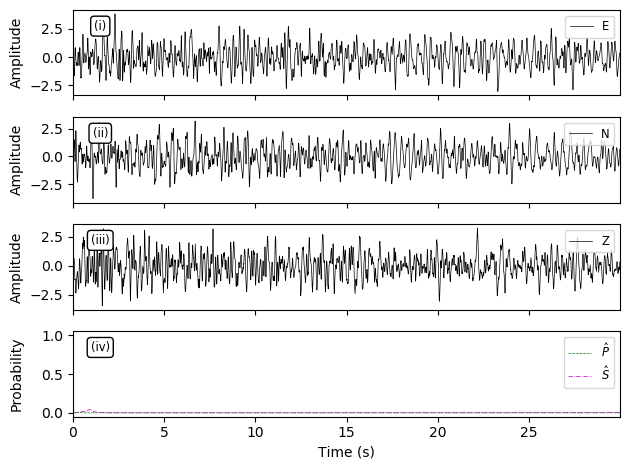 (i)
E
Amplitude
2.5
0.0
−2.5
(ii)
N
Amplitude
2.5
0.0
−2.5
(iii)
Z
Amplitude
2.5
0.0
−2.5
(iv)
P̂
Ŝ
Probability
1.0
0.5
0.0
0 5 10 15 20 25
Time (s)